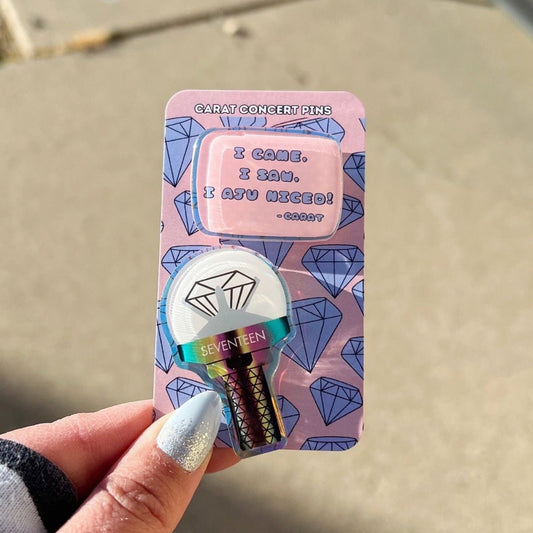 CARAT CONCERT PINS
I CAME.
I SAW.
I AJU NICED!
-CARAT
SEVENTEEN